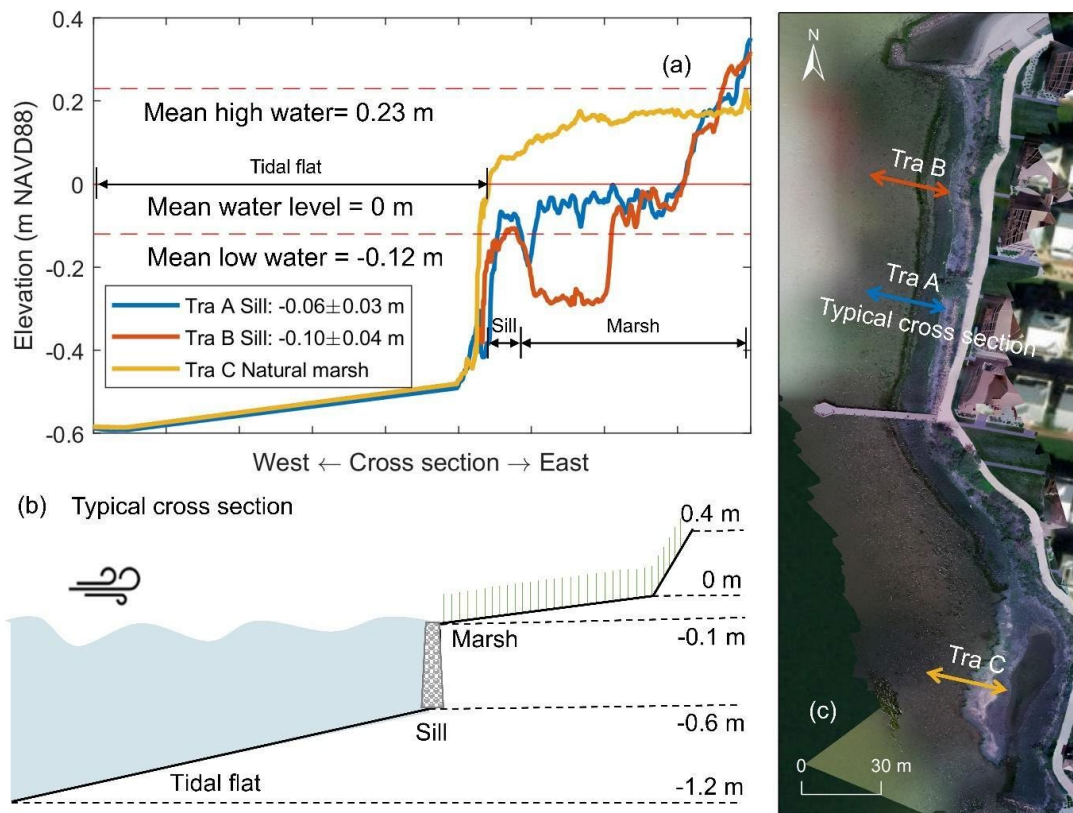 0.4
0.2
0
-0.2
-0.4
-0.6
Elevation (m NAVD88)
(a)
Mean high water= 0.23 m
Tidal flat
Mean water level = 0 m
Mean low water = -0.12 m
Tra A Sill: -0.06±0.03 m
Tra B Sill: -0.10±0.04 m
Tra C Natural marsh
Sill
Marsh
West ← Cross section → East
(b) Typical cross section
0.4 m
0 m
-0.1 m
Marsh
-0.6 m
Sill
Tidal flat
-1.2 m
N
Tra B
Tra A
Typical cross section
Tra C
(c)
0 30 m